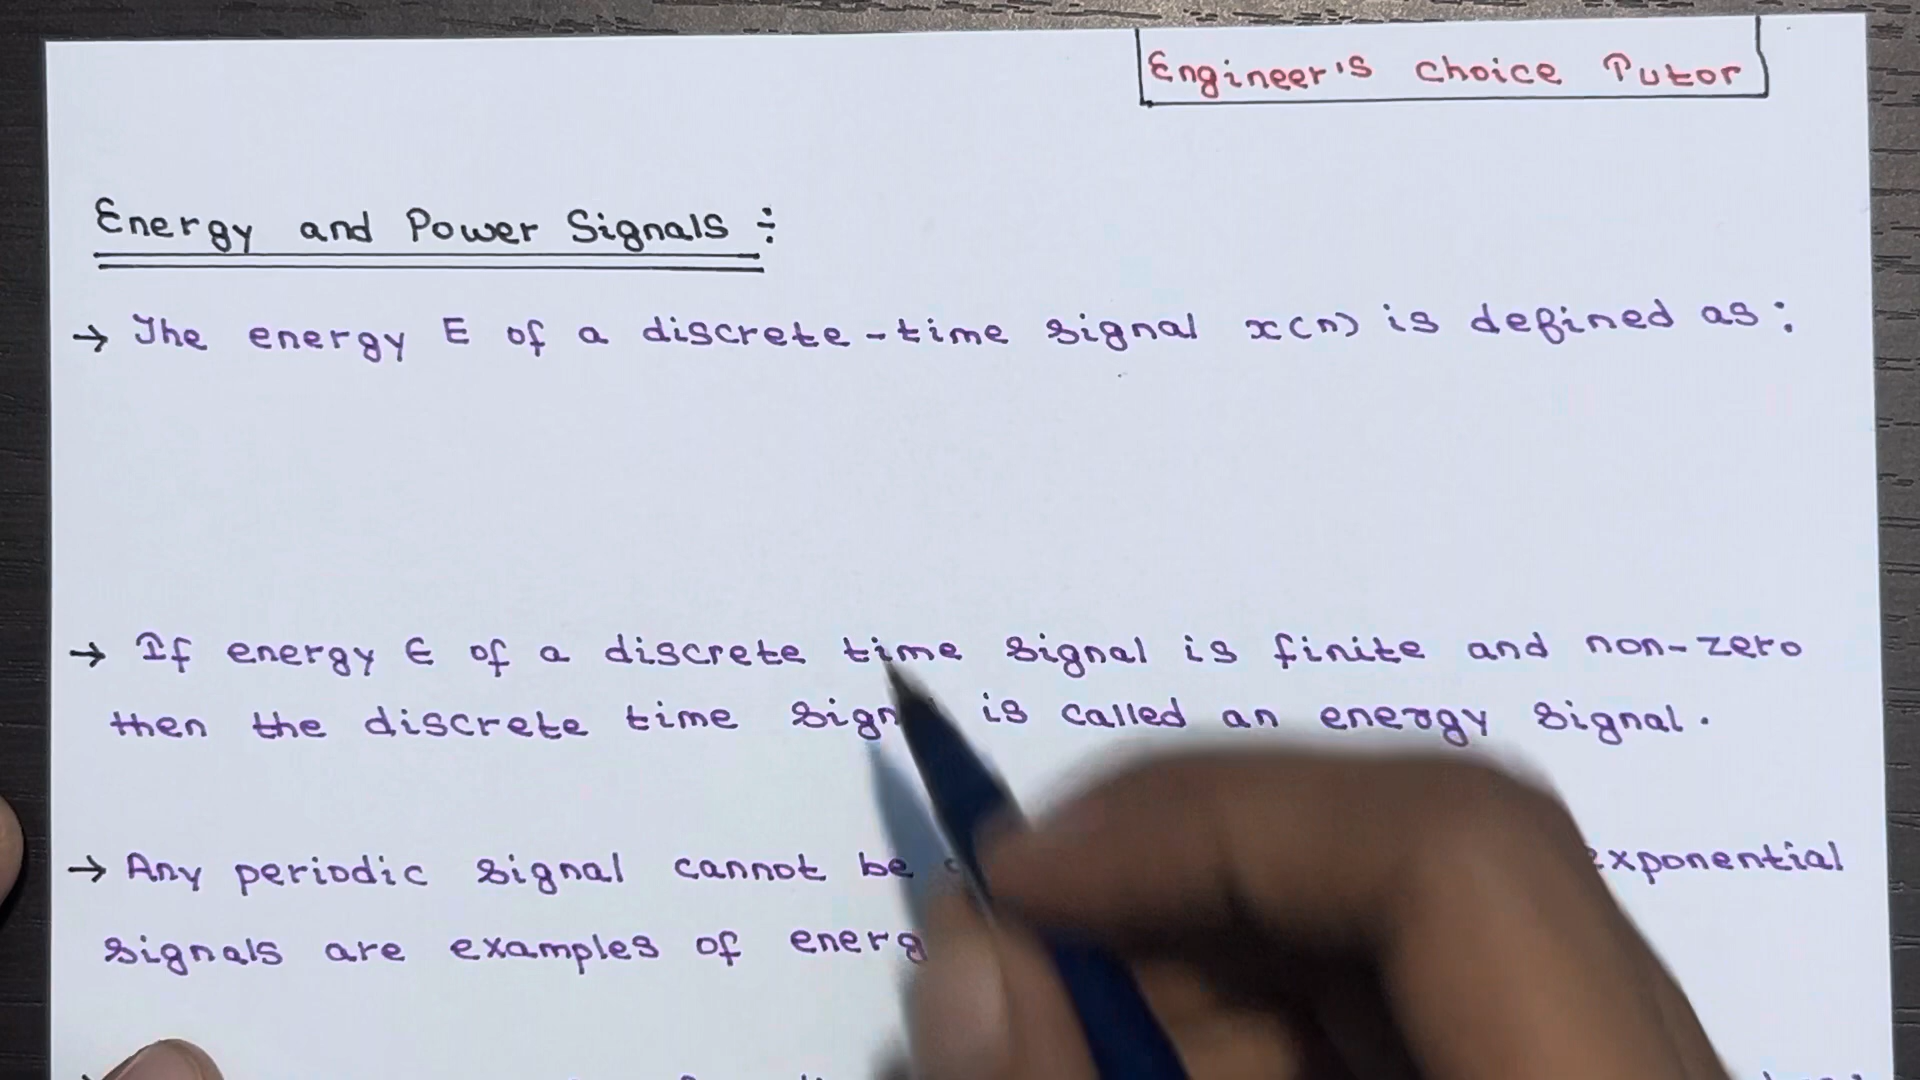 Engineer's choice Tutor
Energy and Power Signals :
→ The energy E of a discrete-time signal x(n) is defined as:
→ If energy E of a discrete time signal is finite and non-zero
then the discrete time is called an energy signal.
→ Any periodic signal cannot be exponential
signals are examples of